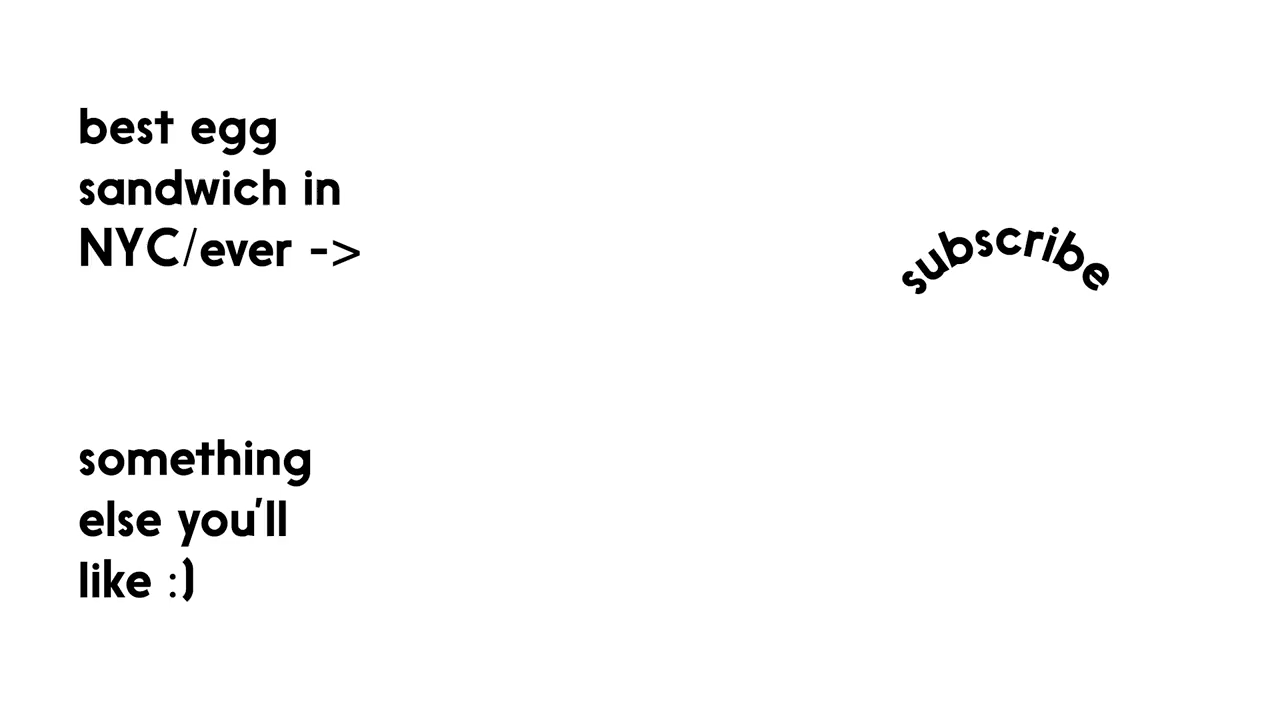 best egg
sandwich in
NYC/ever ->
subscribe
something
else you'll
like :)